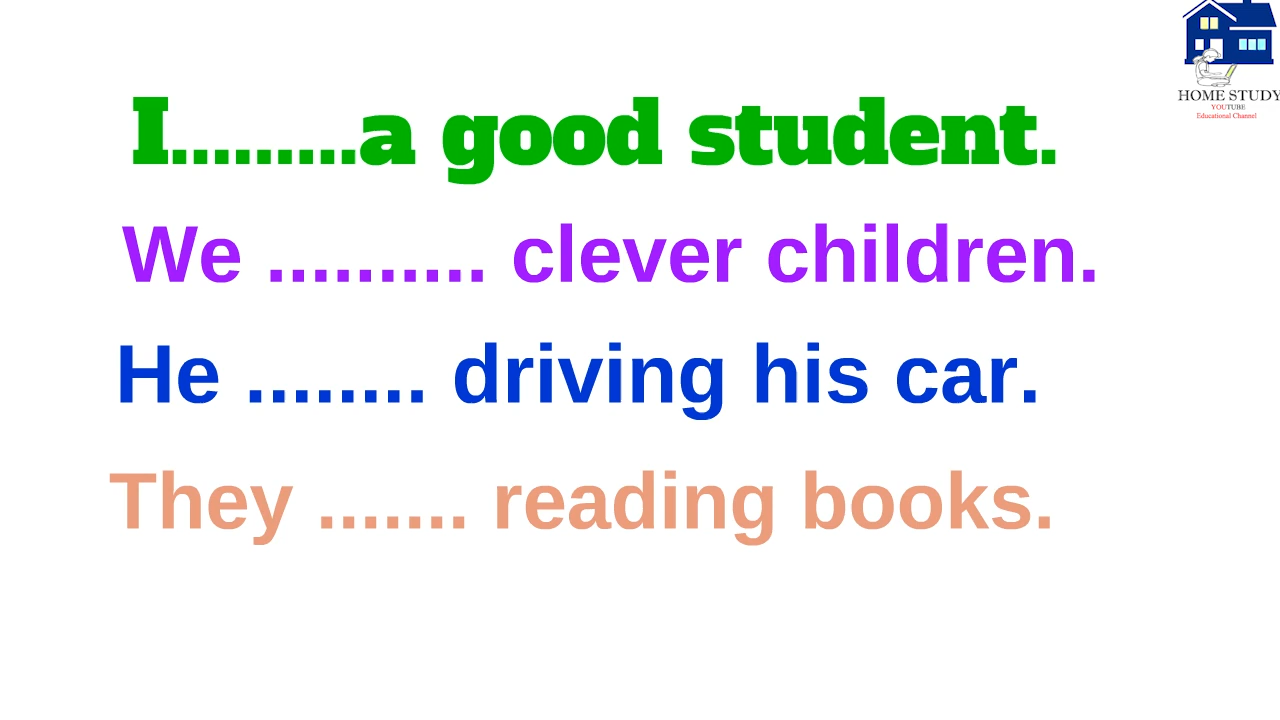 HOME STUDY
YOUTUBE
Educational Channel
I.........a good student.
We .......... clever children.
He ........ driving his car.
They ....... reading books.